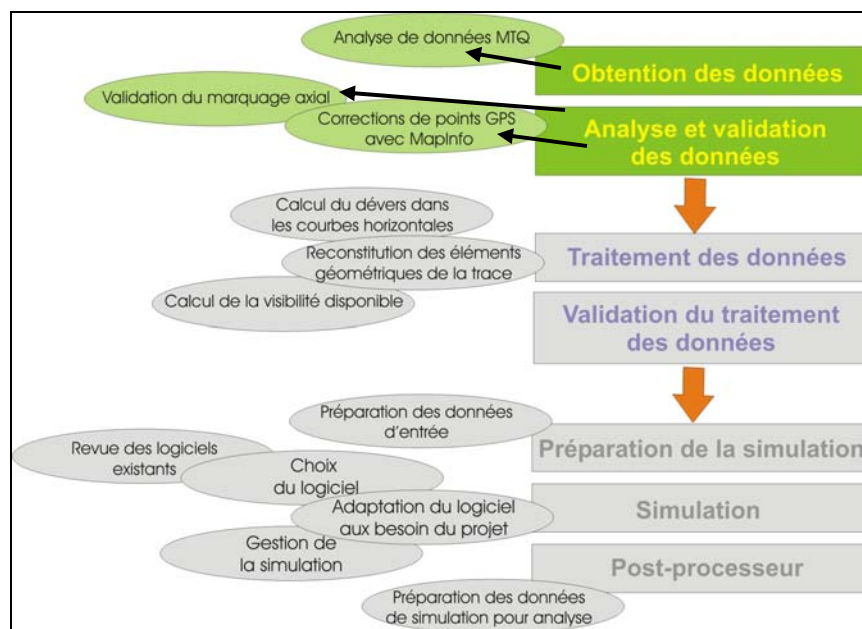 Analyse de données MTQ
Obtention des données
Validation du marquage axial
Corrections de points GPS
avec MapInfo
Analyse et validation
des données
Calcul du dévers dans
les courbes horizontales
Reconstitution des éléments
géométriques de la trace
Traitement des données
Calcul de la visibilité disponible
Validation du traitement
des données
Préparation des données
d'entrée
Préparation de la simulation
Revue des logiciels
existants
Choix
du logiciel
Adaptation du logiciel
aux besoin du projet
Simulation
Gestion de
la simulation
Post-processeur
Préparation des données
de simulation pour analyse